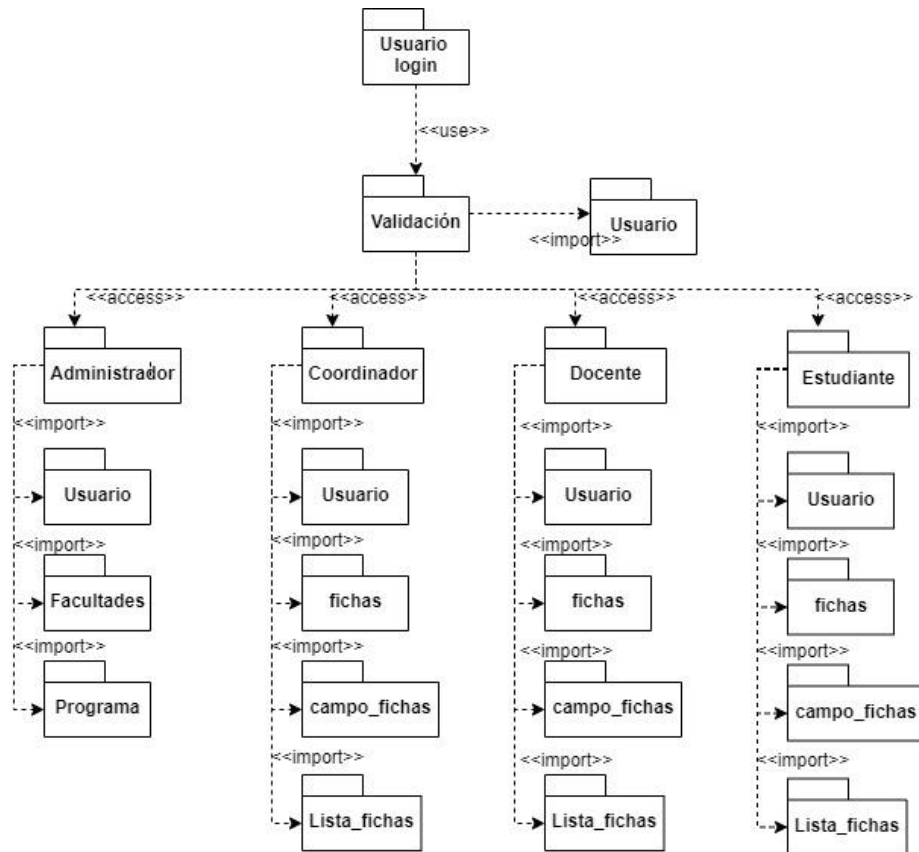 Usuario
login
<<use>>
Validación
Usuario
<<import>>
<<access>>
<<access>>
<<access>>
<<access>>
Administrador
Coordinador
Docente
Estudiante
<<import>>
<<import>>
<<import>>
<<import>>
Usuario
Usuario
Usuario
Usuario
<<import>>
<<import>>
<<import>>
<<import>>
Facultades
fichas
fichas
fichas
<<import>>
<<import>>
<<import>>
<<import>>
Programa
campo_fichas
campo_fichas
campo_fichas
<<import>>
<<import>>
<<import>>
Lista_fichas
Lista_fichas
Lista_fichas